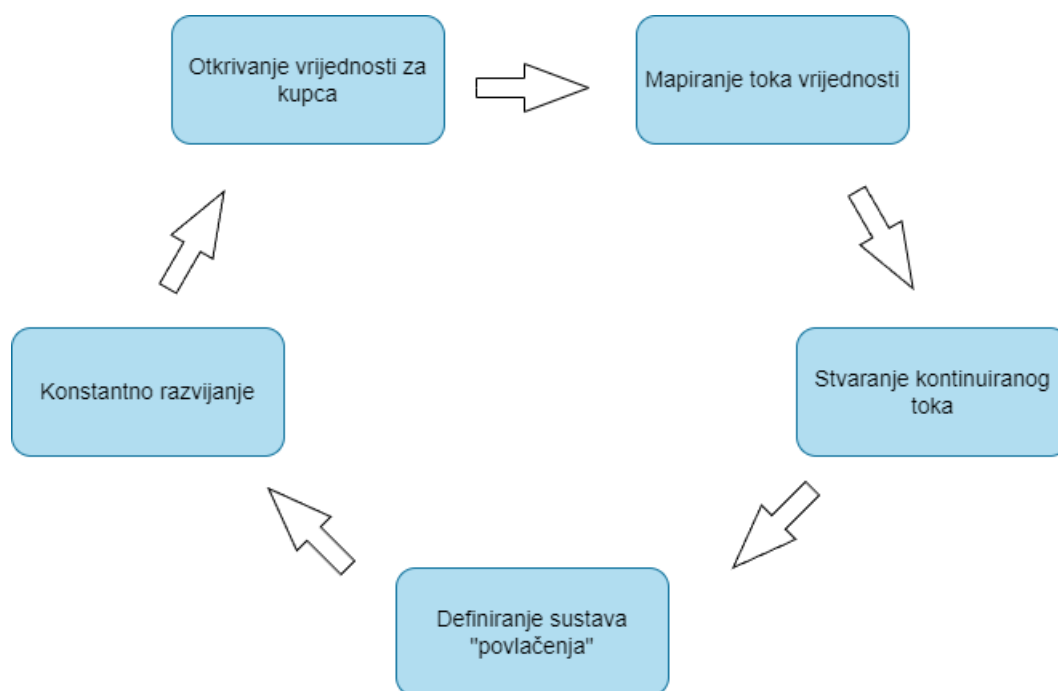 Otkrivanje vrijednosti za
kupca
Mapiranje toka vrijednosti
Stvaranje kontinuiranog
toka
Definiranje sustava
"povlačenja"
Konstantno razvijanje